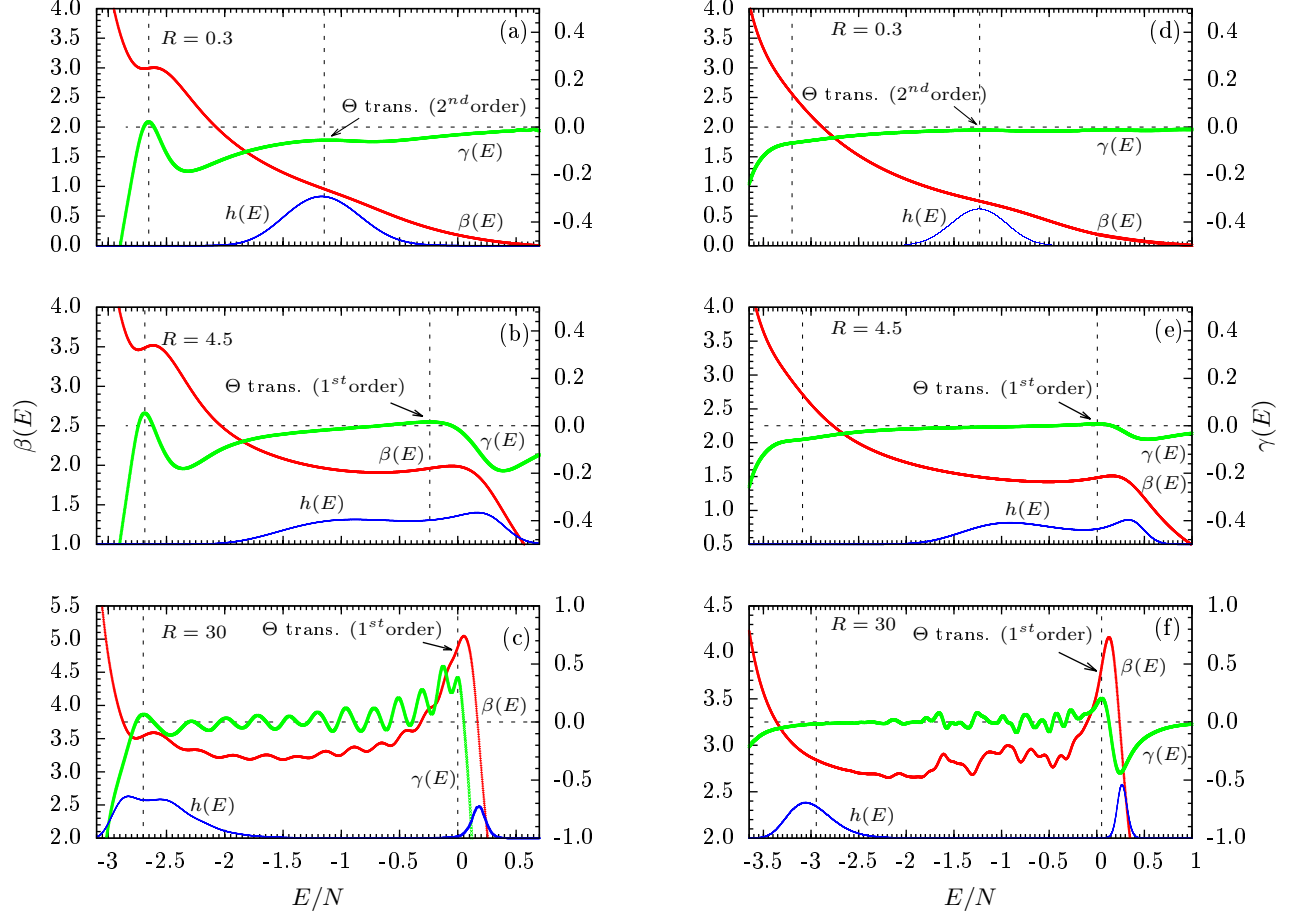 4.0
3.5
3.0
2.5
2.0
1.5
1.0
0.5
0.0
R = 0.3
(a)
Θ trans. (2nd order)
γ(E)
h(E)
β(E)
0.4
0.2
0.0
-0.2
-0.4
4.0
3.5
3.0
2.5
2.0
1.5
1.0
0.5
0.0
R = 0.3
(d)
Θ trans. (2nd order)
γ(E)
h(E)
β(E)
0.4
0.2
0.0
-0.2
-0.4
β(E)
4.0
3.5
3.0
2.5
2.0
1.5
1.0
R = 4.5
(b)
Θ trans. (1st order)
γ(E)
β(E)
h(E)
0.4
0.2
0.0
-0.2
-0.4
4.0
3.5
3.0
2.5
2.0
1.5
1.0
0.5
R = 4.5
(e)
Θ trans. (1st order)
γ(E)
β(E)
h(E)
0.4
0.2
0.0
-0.2
-0.4
γ(E)
5.5
5.0
4.5
4.0
3.5
3.0
2.5
2.0
R = 30
(c)
Θ trans. (1st order)
β(E)
γ(E)
h(E)
1.0
0.5
0.0
-0.5
-1.0
-3 -2.5 -2 -1.5 -1 -0.5 0 0.5
E/N
4.5
4.0
3.5
3.0
2.5
2.0
R = 30
(f)
Θ trans. (1st order)
β(E)
γ(E)
h(E)
1.0
0.5
0.0
-0.5
-1.0
-3.5 -3 -2.5 -2 -1.5 -1 -0.5 0 0.5 1
E/N